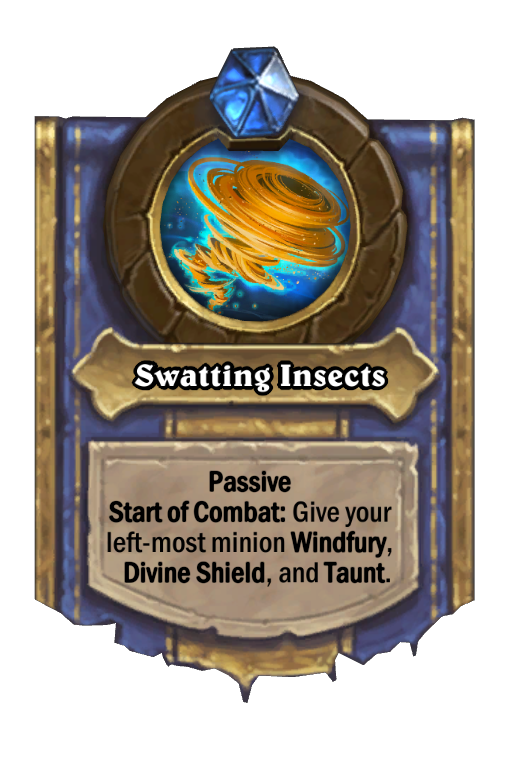 Swatting Insects
Passive
Start of Combat: Give your
left-most minion Windfury,
Divine Shield, and Taunt.